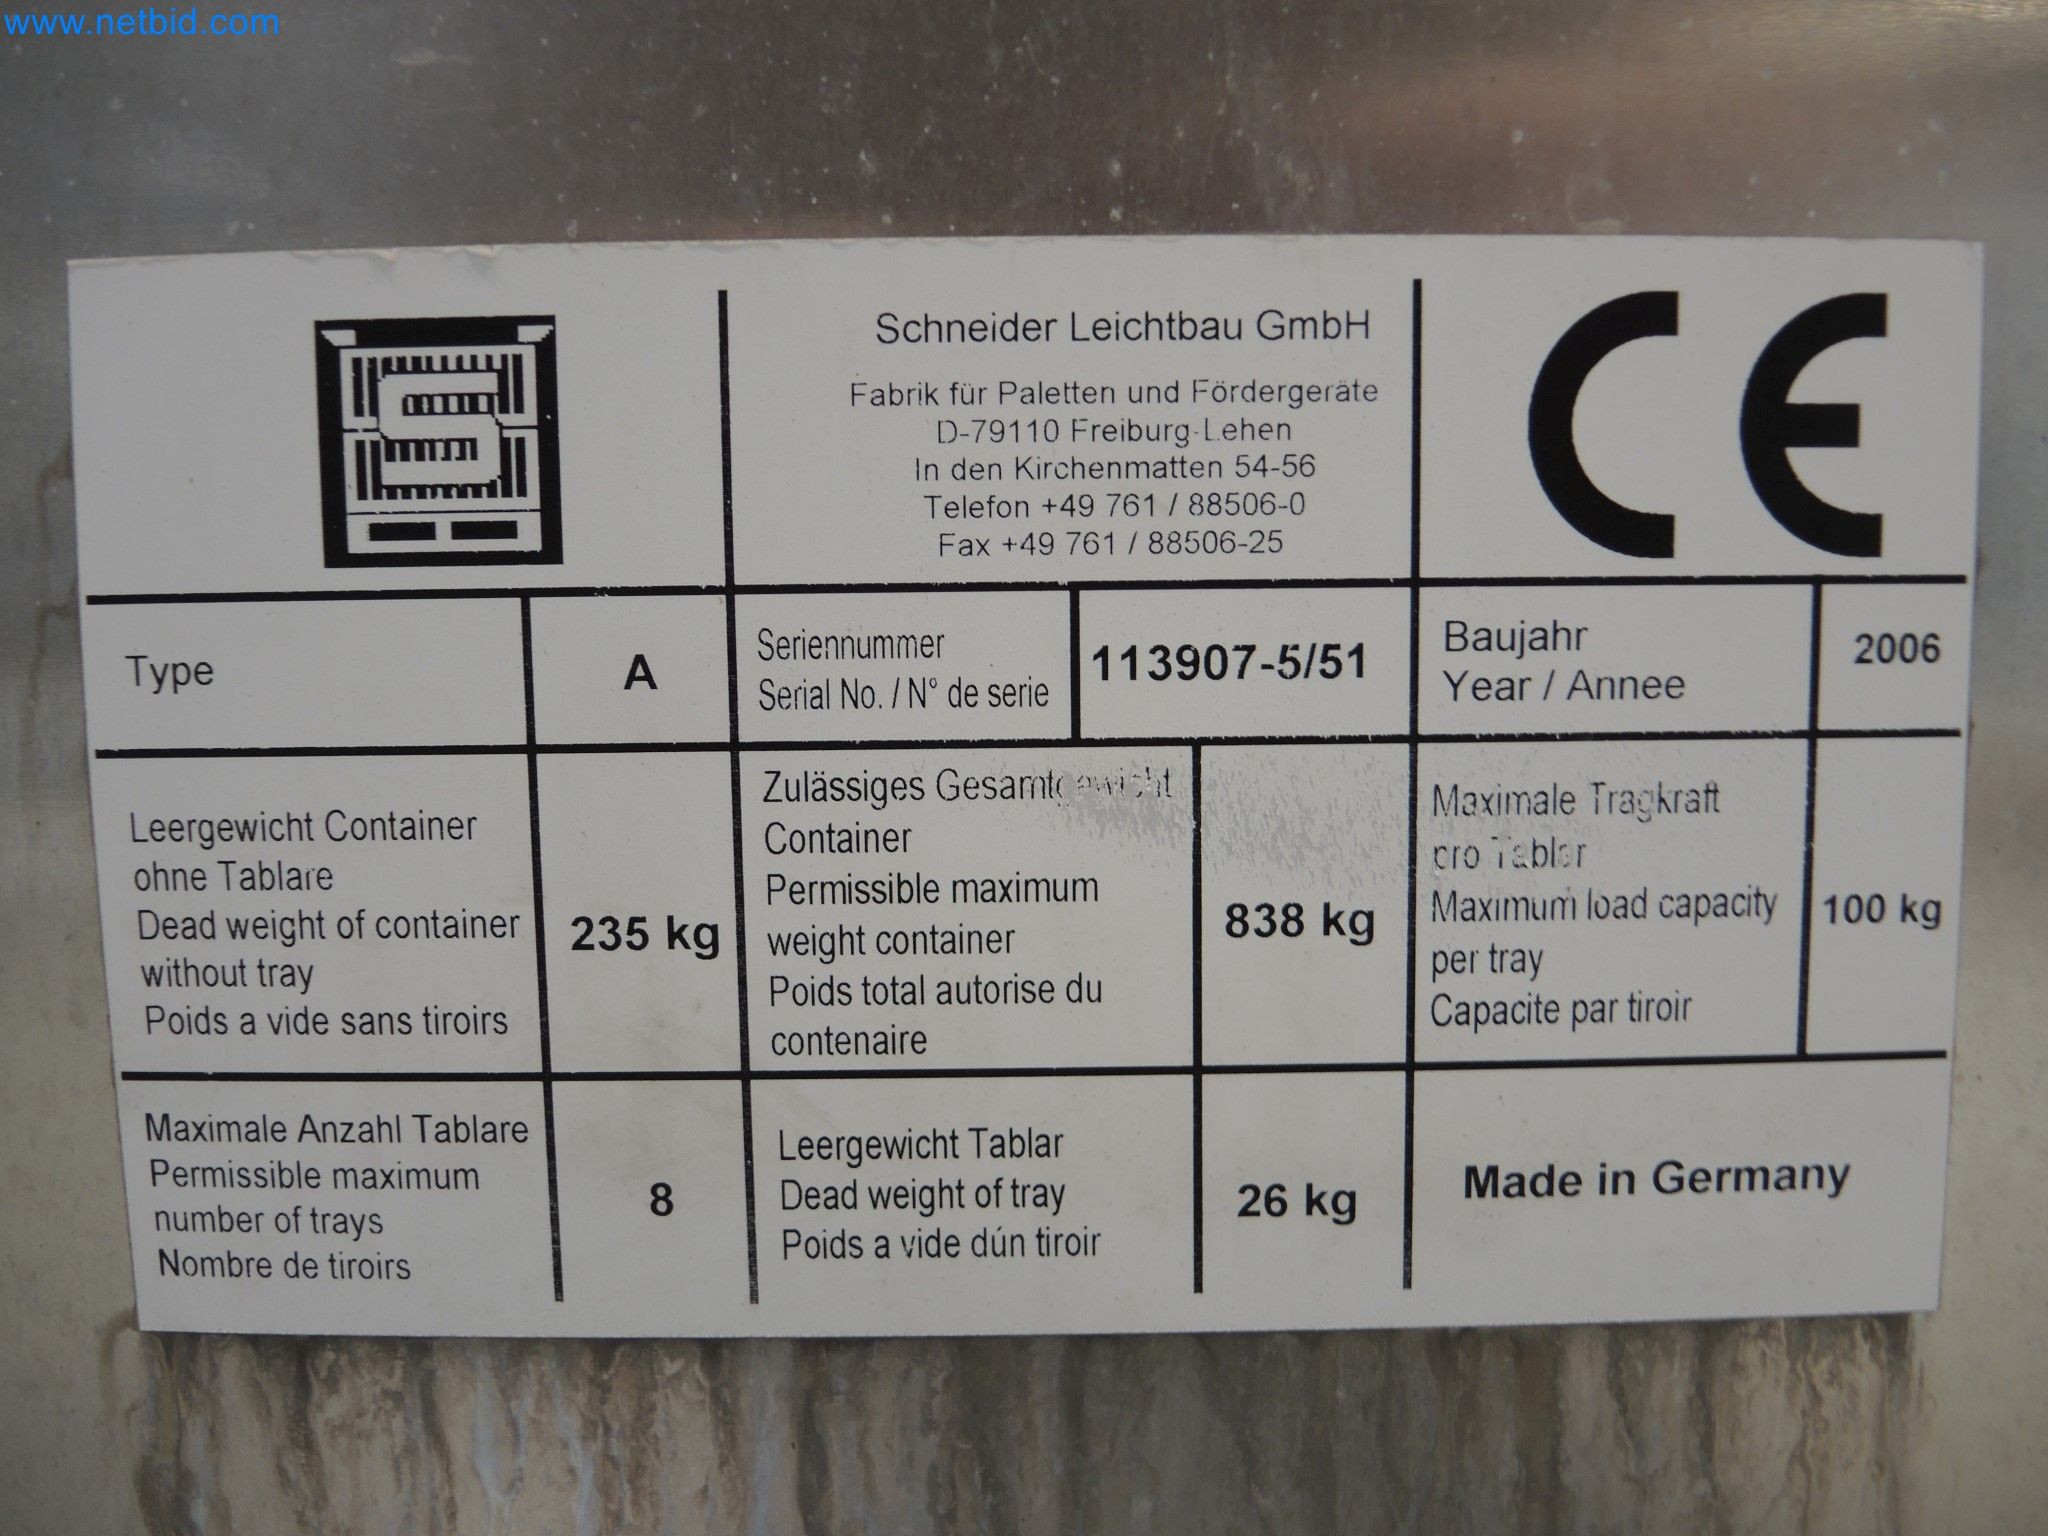 www.netbid.com
Schneider Leichtbau GmbH
Fabrik für Paletten und Fördergeräte
D-79110 Freiburg-Lehen
In den Kirchenmatten 54-56
Telefon +49 761 / 88506-0
Fax +49 761 / 88506-25
CE
Type
A
Seriennummer
Serial No. / N° de serie
113907-5/51
Baujahr
Year / Annee
2006
Leergewicht Container
ohne Tablare
Dead weight of container
without tray
Poids a vide sans tiroirs
235 kg
Zulässiges Gesamtgewicht
Container
Permissible maximum
weight container
Poids total autorise du
contenaire
838 kg
Maximale Tragkraft
pro Tablar
Maximum load capacity
per tray
Capacite par tiroir
100 kg
Maximale Anzahl Tablare
Permissible maximum
number of trays
Nombre de tiroirs
8
Leergewicht Tablar
Dead weight of tray
Poids a vide dún tiroir
26 kg
Made in Germany